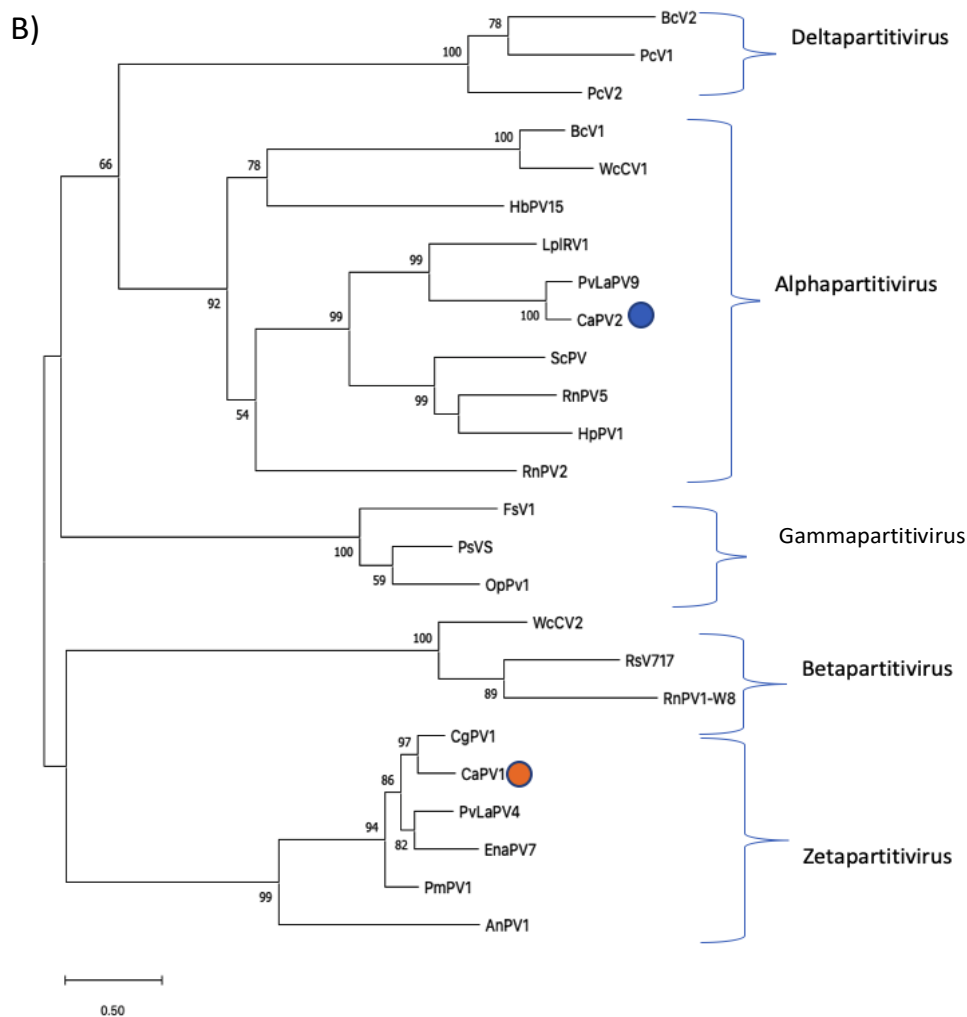 B)
BcV2
78
Deltapartitivirus
100
PcV1
PcV2
BcV1
100
WcCV1
66
78
HbPV15
LplRV1
99
PvLaPV9
Alphapartitivirus
92
99
100
CaPV2
ScPV
RnPV5
99
54
HpPV1
RnPV2
FsV1
Gammapartitivirus
PsVS
100
59
OpPv1
WcCV2
100
RsV717
Betapartitivirus
89
RnPV1-W8
CgPV1
97
CaPV1
86
PvLaPV4
94
82
EnaPV7
Zetapartitivirus
PmPV1
99
AnPV1
0.50